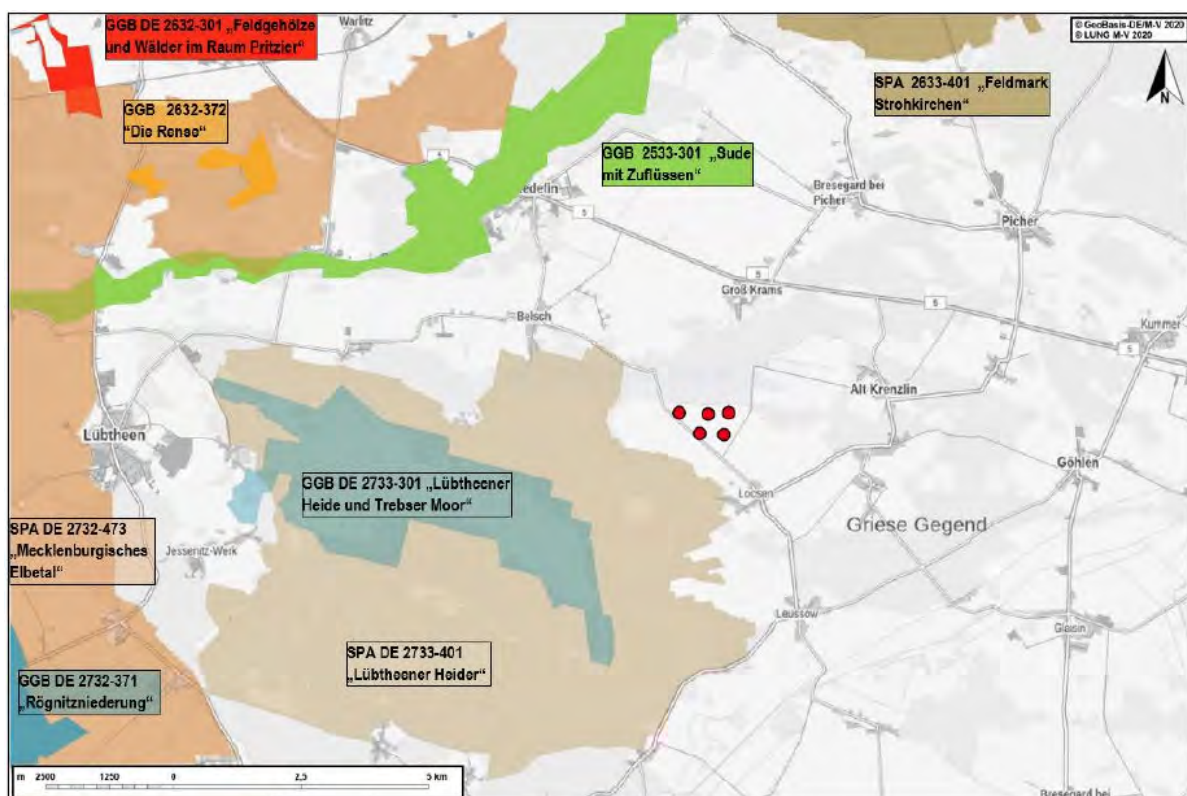 GGB DE 2632-301 „Feldgehölze
und Wälder im Raum Pritzier“
Warlitz
© GeoBasis-DE/M-V 2020
© LUNG M-V 2020
N
SPA 2633-401 „Feldmark
Strohkirchen“
GGB 2632-372
“Die Rense“
GGB 2533-301 „Sude
mit Zuflüssen“
edefin
5
Bresegard bei
Picher
Picher
5
Groß Krams
5
Kummer
5
Belsch
Alt Krenzlin
Lübtheen
Göhlen
GGB DE 2733-301 „Lübtheener
Heide und Trebser Moor“
Loosen
Griese Gegend
SPA DE 2732-473
„Mecklenburgisches
Elbetal“
Jessenitz-Werk
Leussow
Glaisin
SPA DE 2733-401
„Lübtheener Heider“
GGB DE 2732-371
„Rögnitzniederung“
m 2500 1250 0 2,5 5 km
Bresegard bei